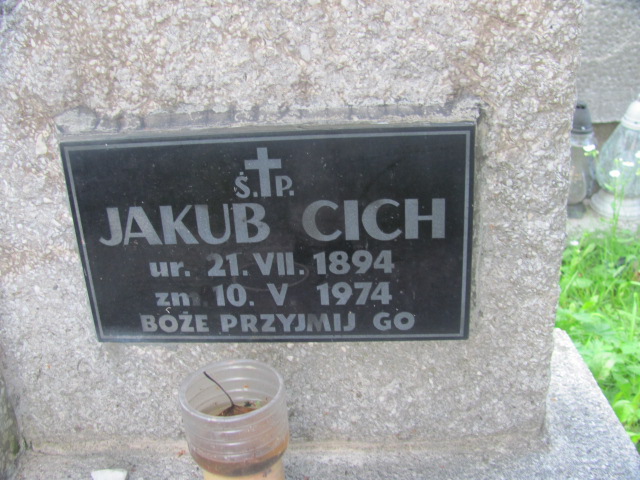 Ś.P.
JAKUB CICH
ur. 21. VII. 1894
zm. 10. V 1974
BOŻE PRZYJMIJ GO